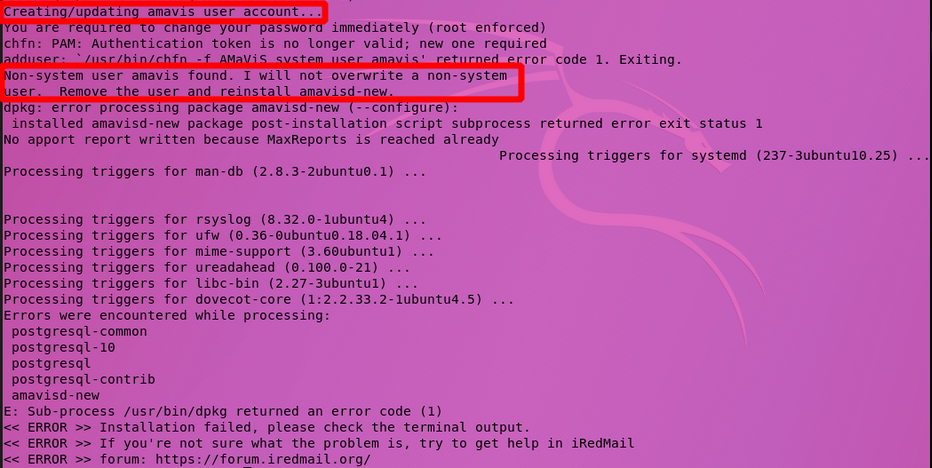 Creating/updating amavis user account...
You are required to change your password immediately (root enforced)
chfn: PAM: Authentication token is no longer valid; new one required
adduser: `/usr/bin/chfn -f AMaViS system user amavis' returned error code 1. Exiting.
Non-system user amavis found. I will not overwrite a non-system
user.  Remove the user and reinstall amavisd-new.
dpkg: error processing package amavisd-new (--configure):
 installed amavisd-new package post-installation script subprocess returned error exit status 1
No apport report written because MaxReports is reached already
Processing triggers for systemd (237-3ubuntu10.25) ...
Processing triggers for man-db (2.8.3-2ubuntu0.1) ...
Processing triggers for rsyslog (8.32.0-1ubuntu4) ...
Processing triggers for ufw (0.36-0ubuntu0.18.04.1) ...
Processing triggers for mime-support (3.60ubuntu1) ...
Processing triggers for ureadahead (0.100.0-21) ...
Processing triggers for libc-bin (2.27-3ubuntu1) ...
Processing triggers for dovecot-core (1:2.2.33.2-1ubuntu4.5) ...
Errors were encountered while processing:
 postgresql-common
 postgresql-10
 postgresql
 postgresql-contrib
 amavisd-new
E: Sub-process /usr/bin/dpkg returned an error code (1)
<< ERROR >> Installation failed, please check the terminal output.
<< ERROR >> If you're not sure what the problem is, try to get help in iRedMail
<< ERROR >> forum: https://forum.iredmail.org/